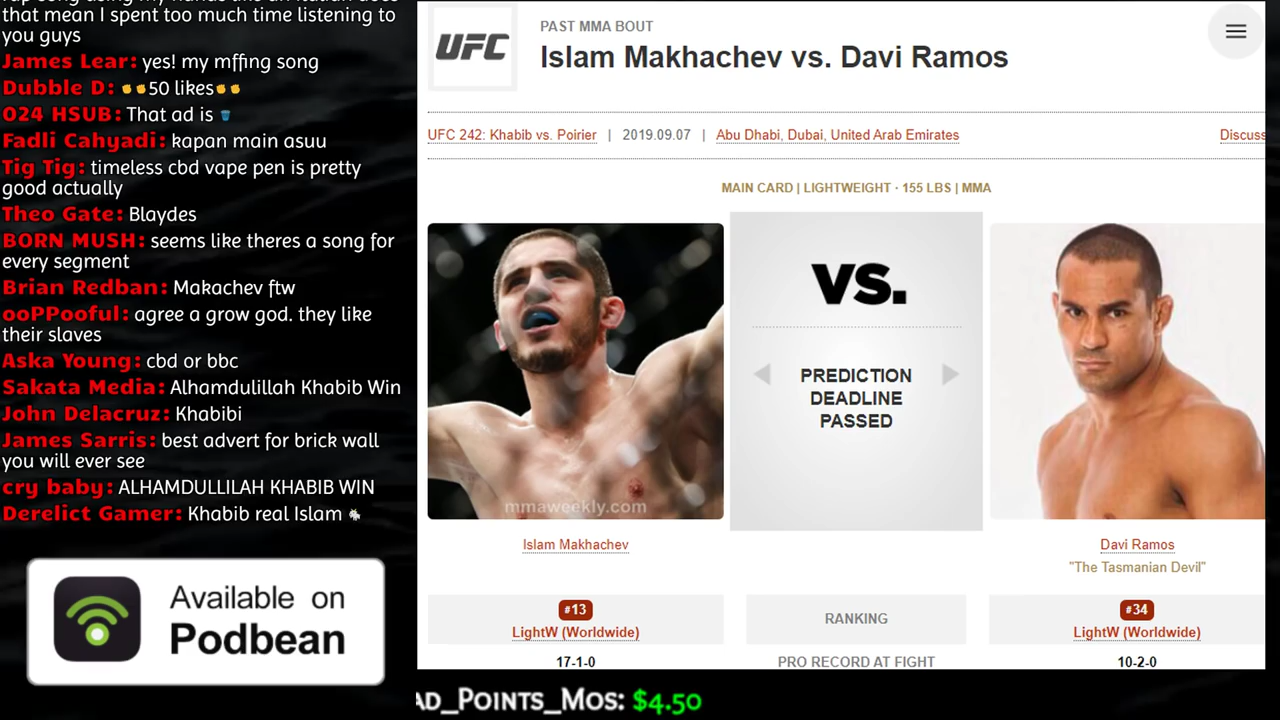 that mean I spent too much time listening to
you guys
James Lear: yes! my mffing song
Dubble D: ✊✊50 likes✊✊
024 HSUB: That ad is 🗑
Fadli Cahyadi: kapan main asuu
Tig Tig: timeless cbd vape pen is pretty
good actually
Theo Gate: Blaydes
BORN MUSH: seems like theres a song for
every segment
Brian Redban: Makachev ftw
ooPPooful: agree a grow god. they like
their slaves
Aska Young: cbd or bbc
Sakata Media: Alhamdulillah Khabib Win
John Delacruz: Khabibi
James Sarris: best advert for brick wall
you will ever see
cry baby: ALHAMDULLILAH KHABIB WIN
Derelict Gamer: Khabib real Islam 🐐
Available on
Podbean
UFC
PAST MMA BOUT
Islam Makhachev vs. Davi Ramos
UFC 242: Khabib vs. Poirier | 2019.09.07 | Abu Dhabi, Dubai, United Arab Emirates
Discuss
MAIN CARD | LIGHTWEIGHT · 155 LBS | MMA
VS.
PREDICTION
DEADLINE
PASSED
mmaweekly.com
Islam Makhachev
Davi Ramos
"The Tasmanian Devil"
#13
LightW (Worldwide)
RANKING
#34
LightW (Worldwide)
17-1-0
PRO RECORD AT FIGHT
10-2-0
AD_POINTS_MOS: $4.50